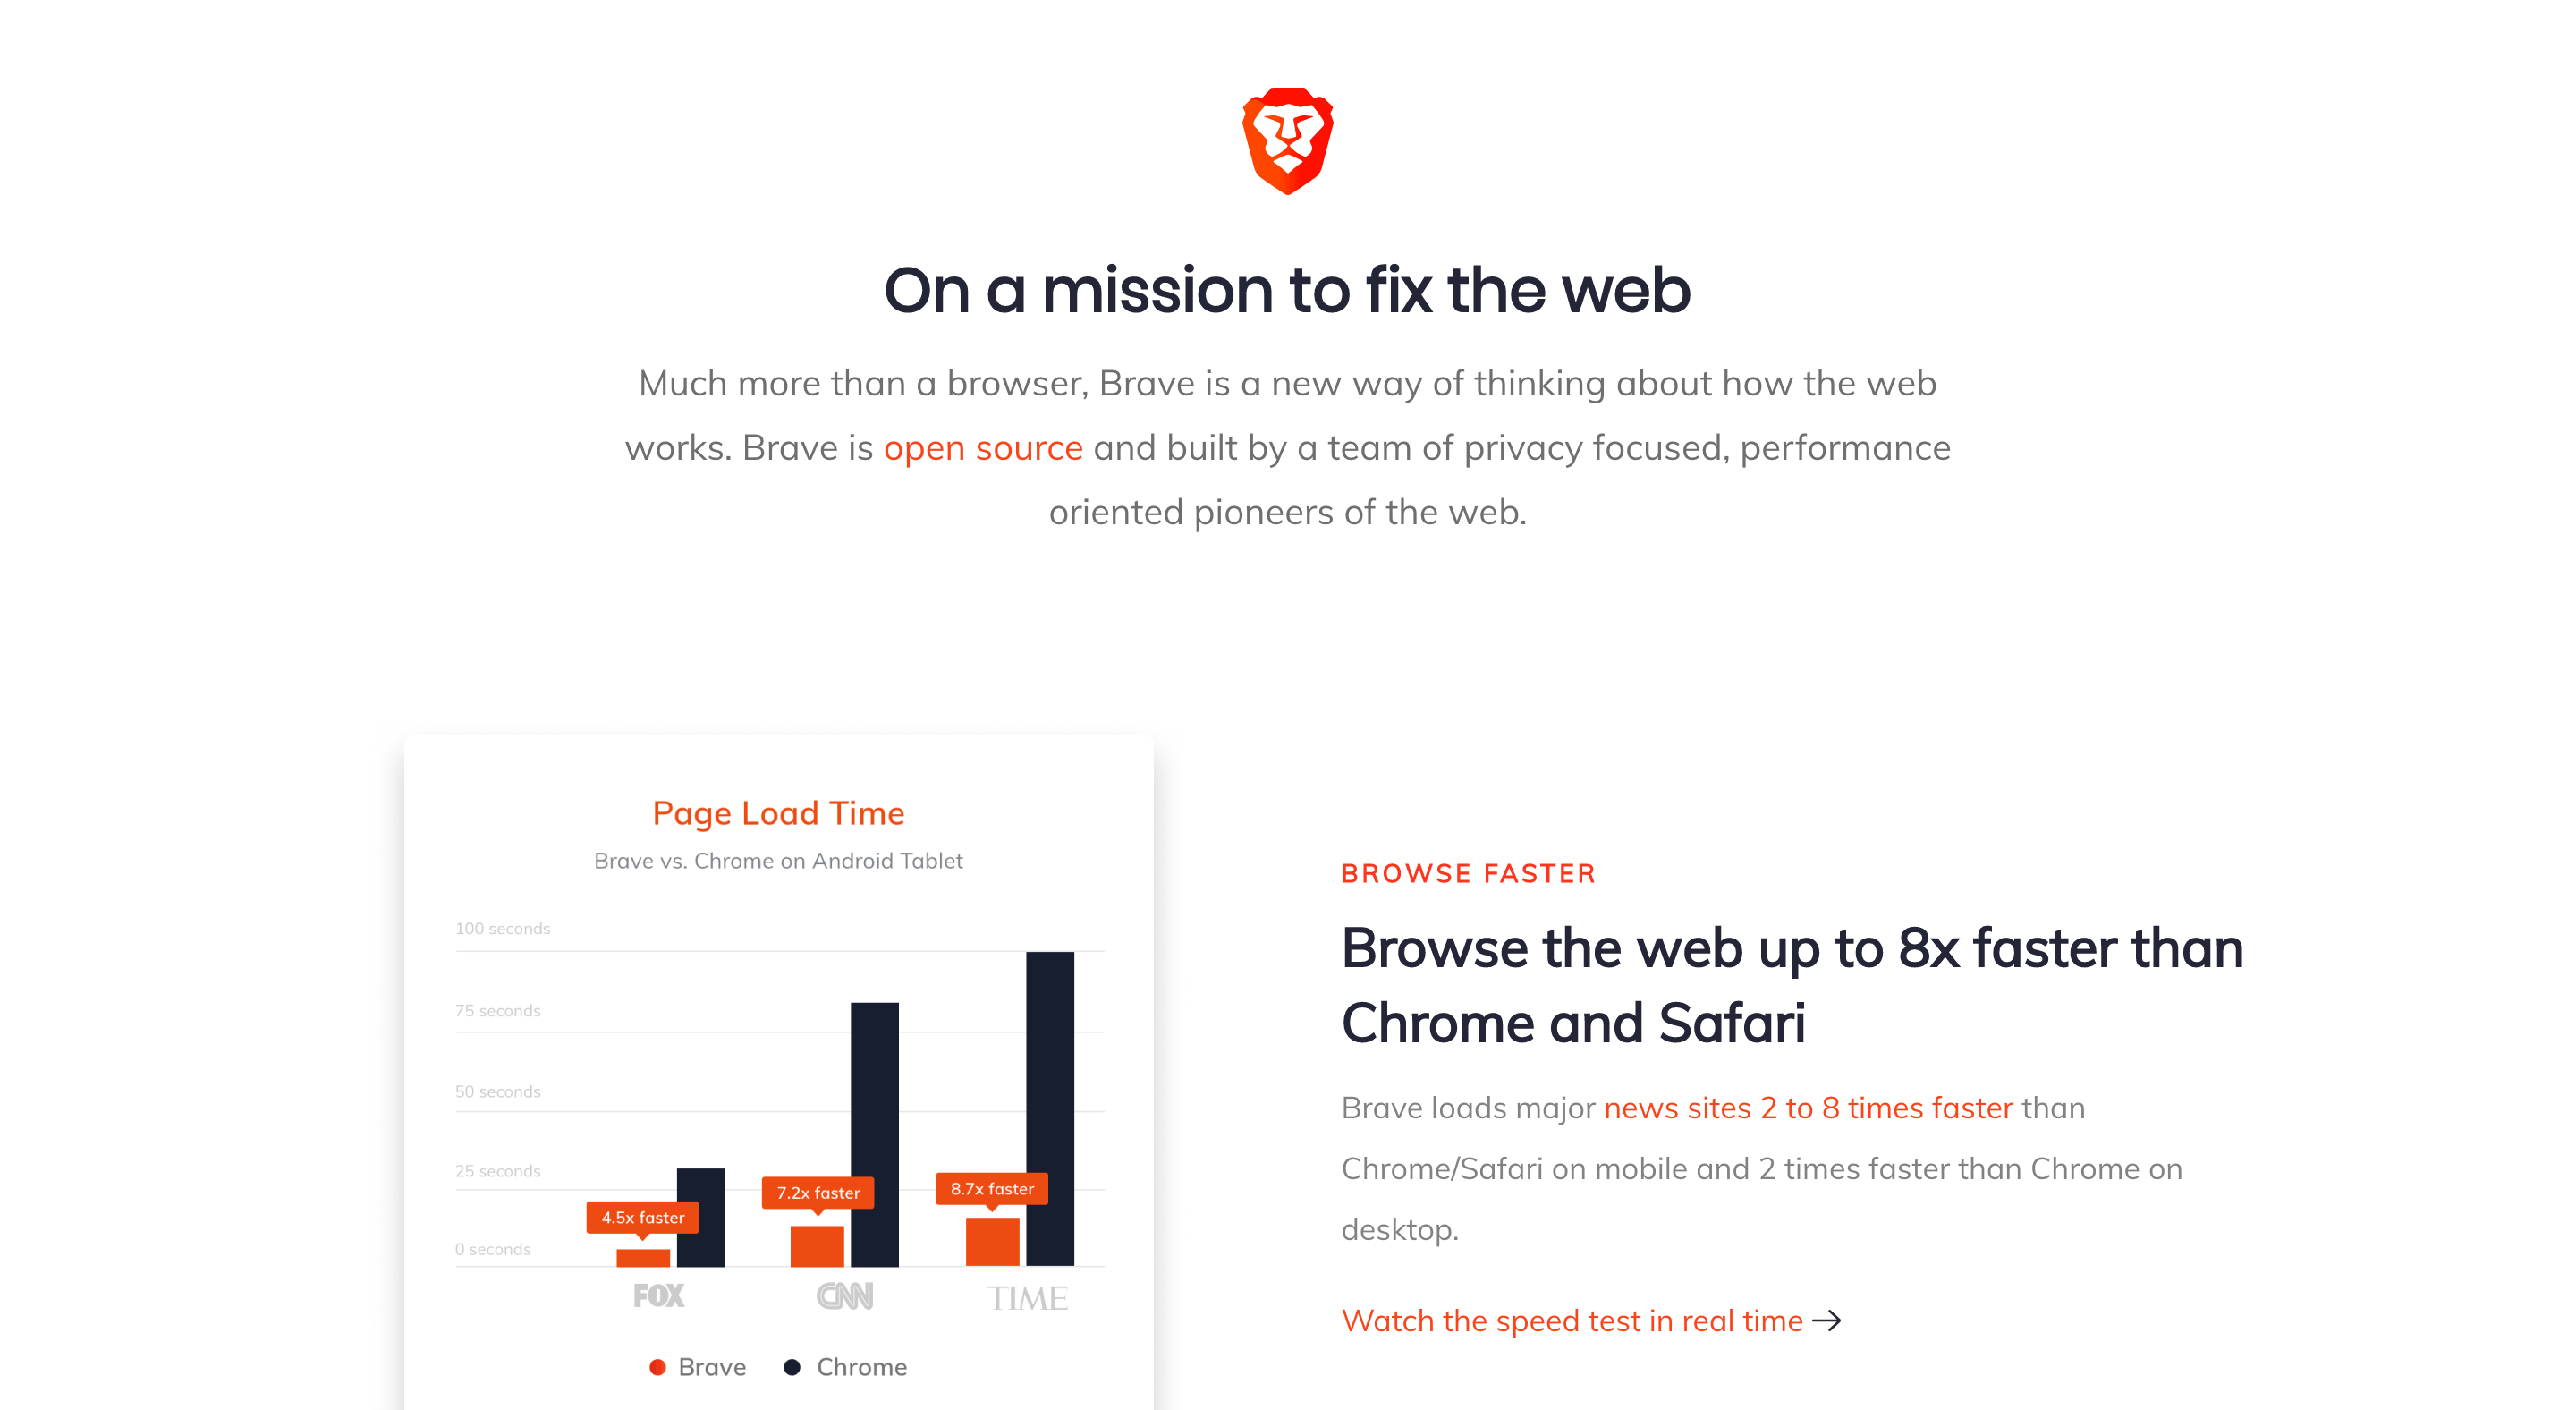 On a mission to fix the web
Much more than a browser, Brave is a new way of thinking about how the web
works. Brave is open source and built by a team of privacy focused, performance
oriented pioneers of the web.
Page Load Time
Brave vs. Chrome on Android Tablet
100 seconds
75 seconds
50 seconds
25 seconds
0 seconds
4.5x faster
7.2x faster
8.7x faster
FOX
CNN
TIME
Brave
Chrome
BROWSE FASTER
Browse the web up to 8x faster than
Chrome and Safari
Brave loads major news sites 2 to 8 times faster than
Chrome/Safari on mobile and 2 times faster than Chrome on
desktop.
Watch the speed test in real time →